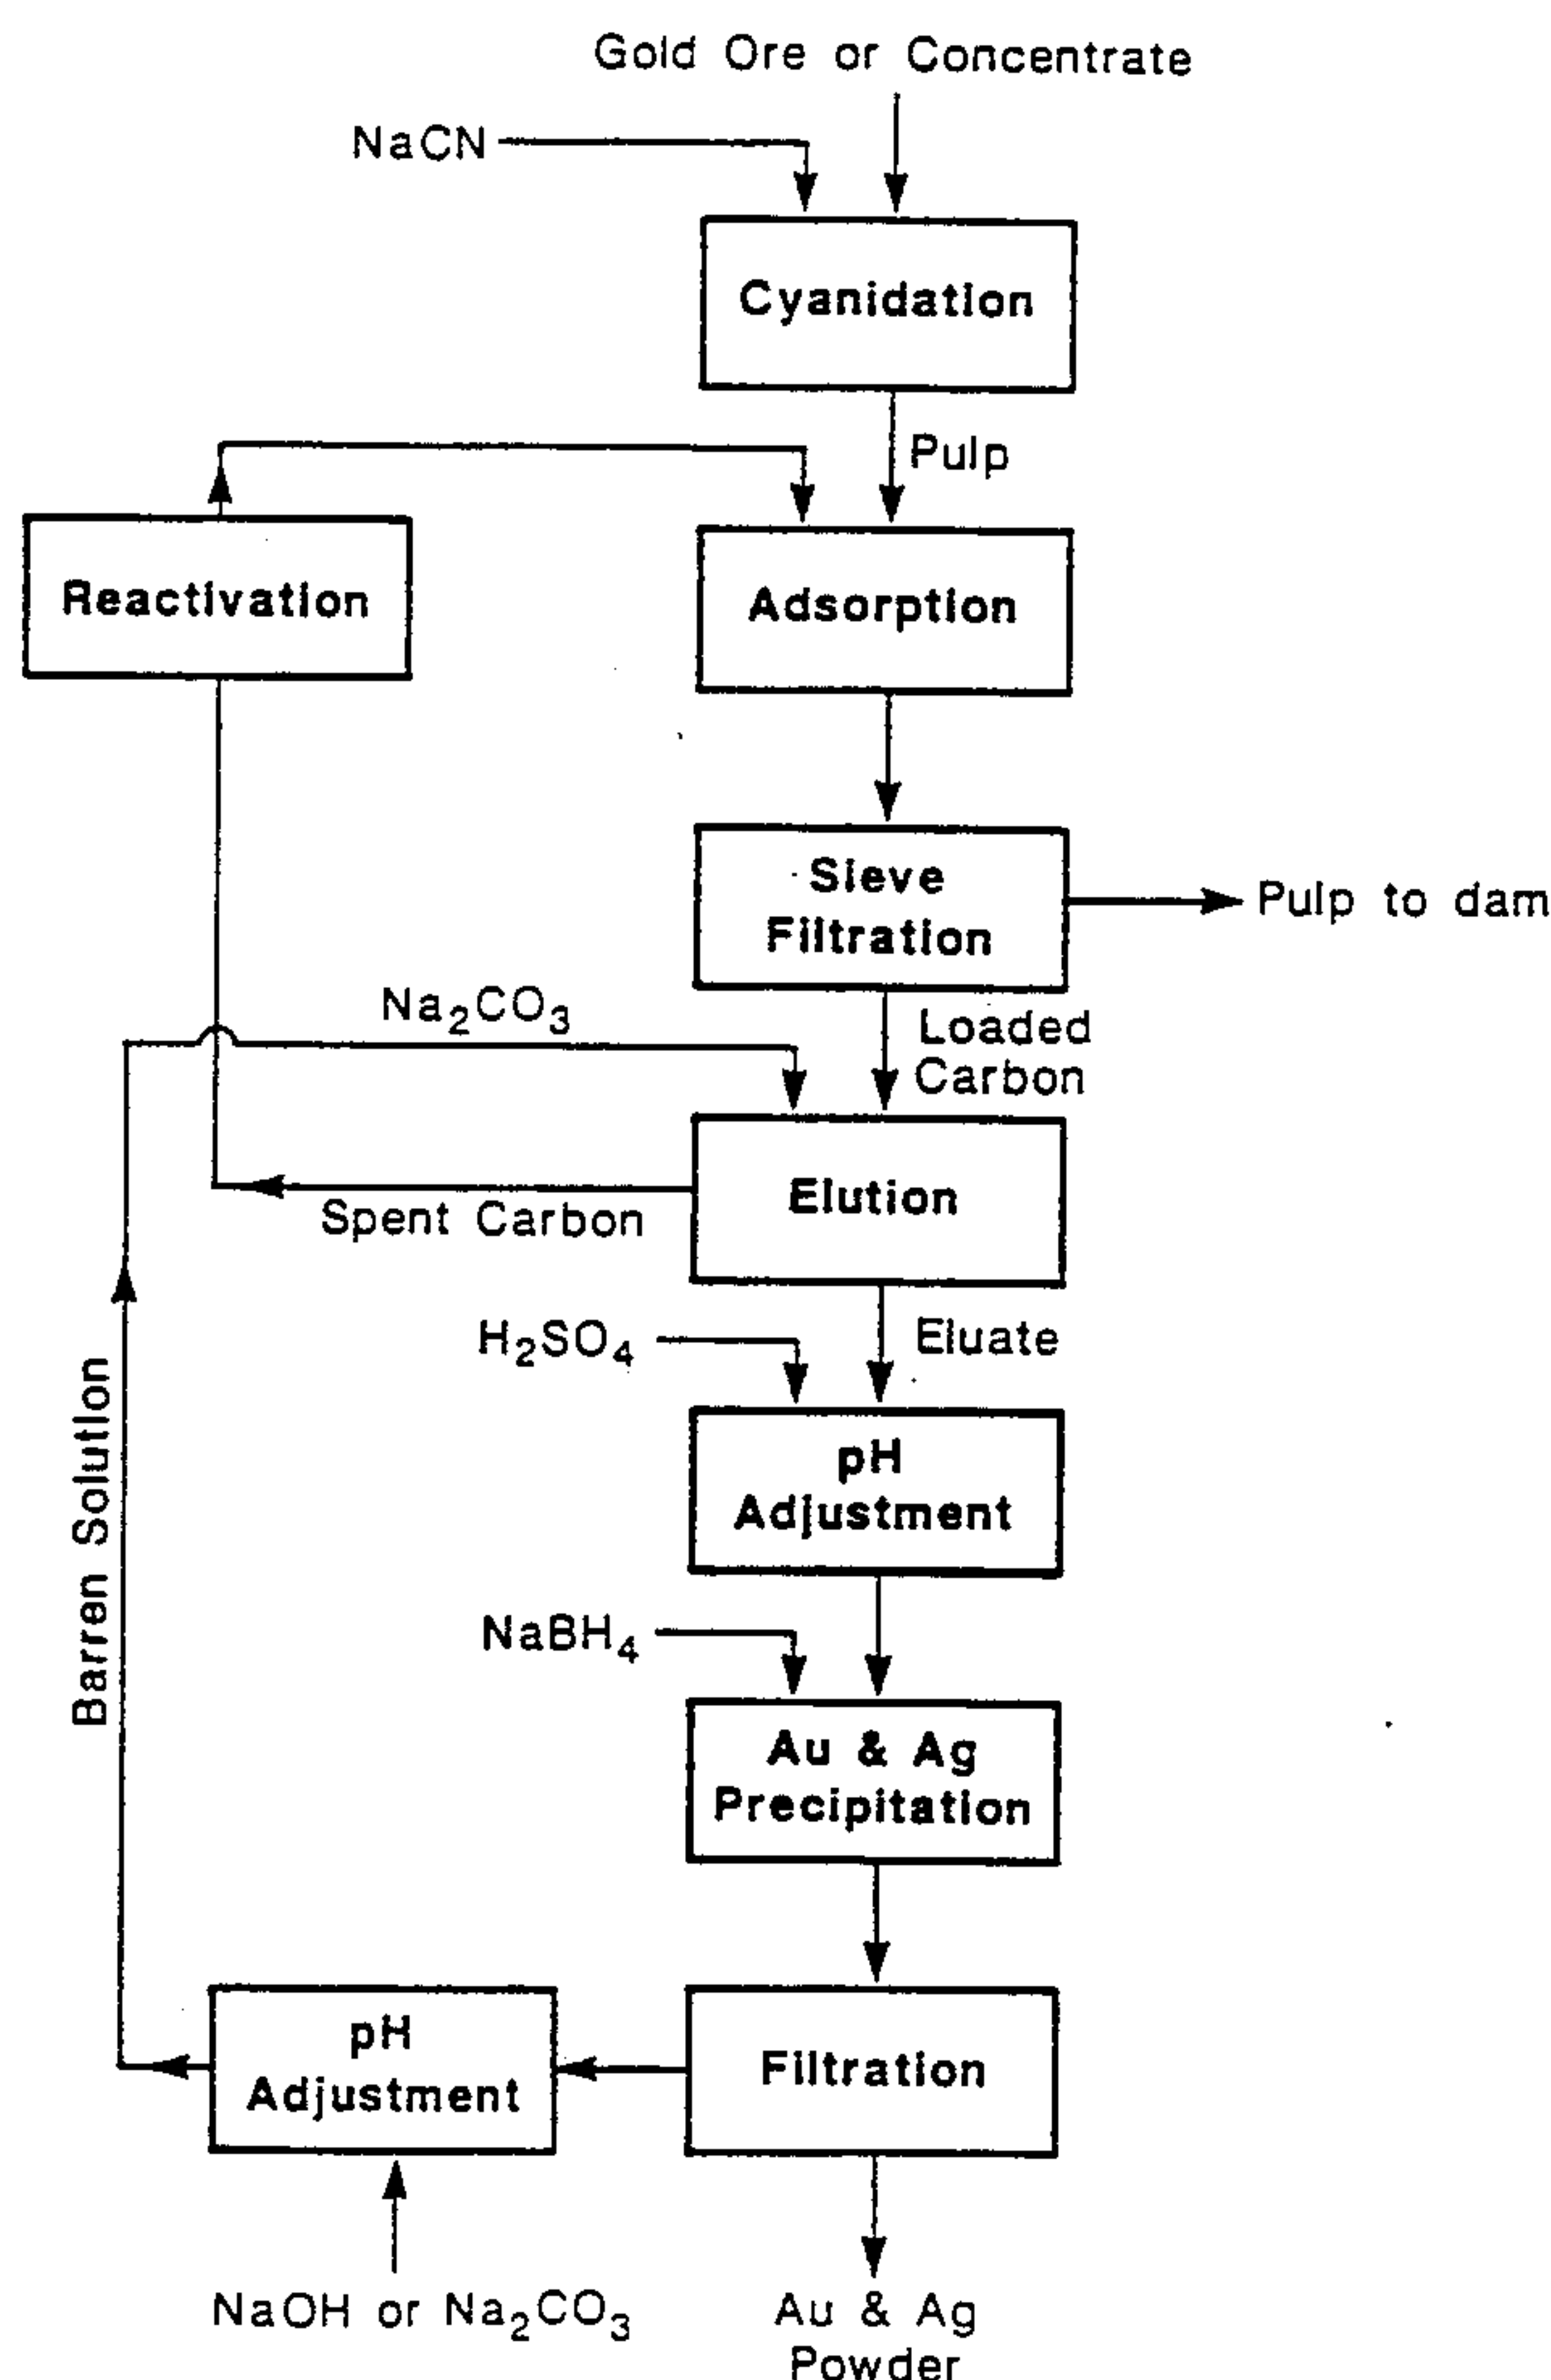 Gold Ore or Concentrate
NaCN
Cyanidation
Pulp
Reactivation
Adsorption
Sieve
Filtration
Pulp to dam
Na₂CO₃
Loaded
Carbon
Elution
Spent Carbon
H₂SO₄
Eluate
pH
Adjustment
Barren Solution
NaBH₄
Au & Ag
Precipitation
pH
Adjustment
Filtration
NaOH or Na₂CO₃
Au & Ag
Powder